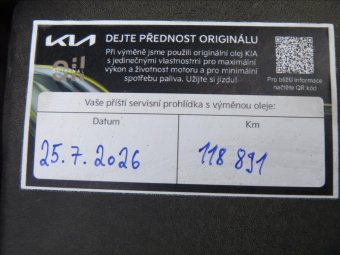 KIA
DEJTE PŘEDNOST ORIGINÁLU
Při výměně jsme použili originální olej KIA
s jedinečnými vlastnostmi pro maximální
výkon a životnost motoru a pro minimální
spotřebu paliva. Užijte si jízdu!
Oil
ORIGINAL
Pro bližší informace
načtěte QR kód
Vaše příští servisní prohlídka s výměnou oleje:
Datum
Km
25.7.2026
118 891